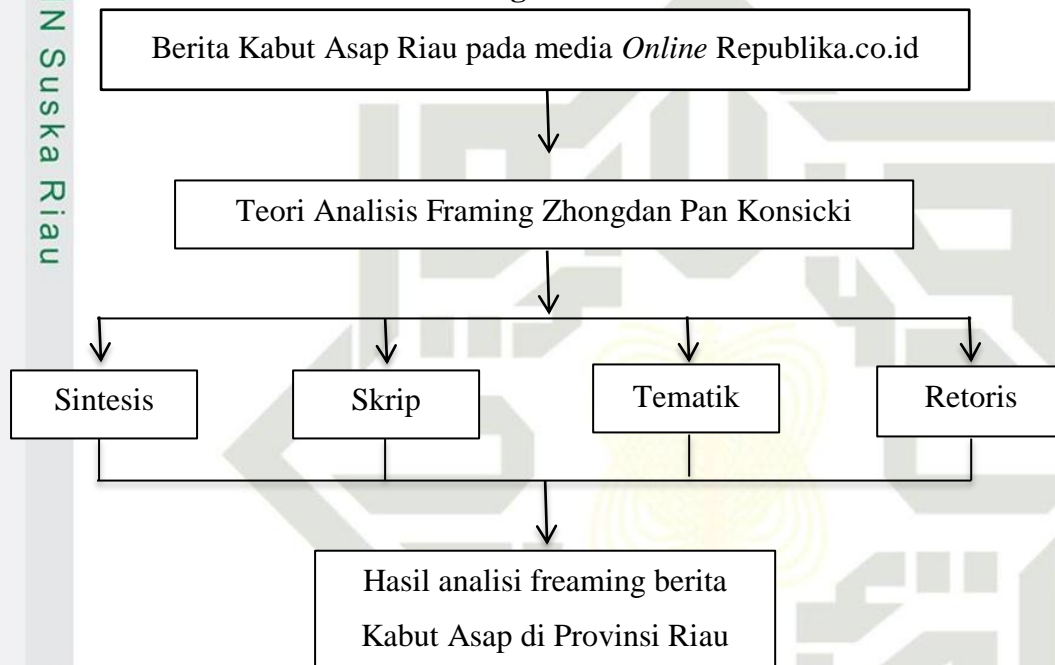 Berita Kabut Asap Riau pada media Online Republika.co.id
N Suska Riau
Teori Analisis Framing Zhongdan Pan Konsicki
Sintesis
Skrip
Tematik
Retoris
Hasil analisi freaming berita
Kabut Asap di Provinsi Riau